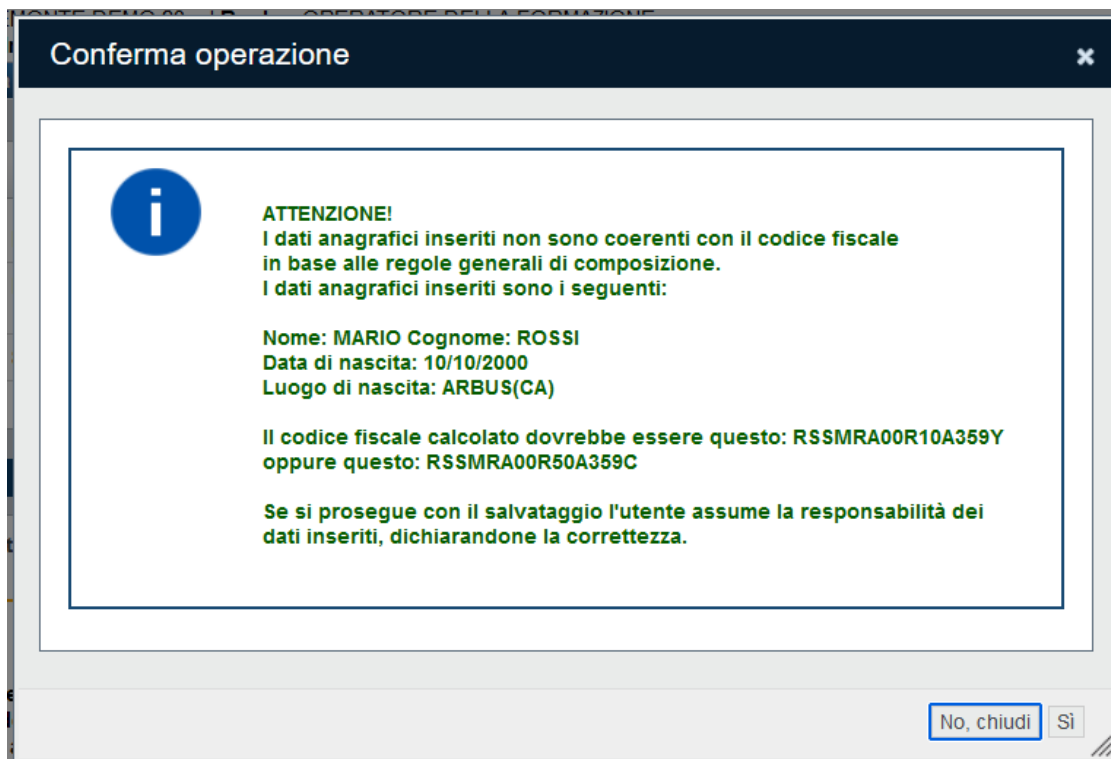 Conferma operazione
ATTENZIONE!
I dati anagrafici inseriti non sono coerenti con il codice fiscale
in base alle regole generali di composizione.
I dati anagrafici inseriti sono i seguenti:
Nome: MARIO Cognome: ROSSI
Data di nascita: 10/10/2000
Luogo di nascita: ARBUS(CA)
Il codice fiscale calcolato dovrebbe essere questo: RSSMRA00R10A359Y
oppure questo: RSSMRA00R50A359C
Se si prosegue con il salvataggio l'utente assume la responsabilità dei
dati inseriti, dichiarandone la correttezza.
No, chiudi Sì